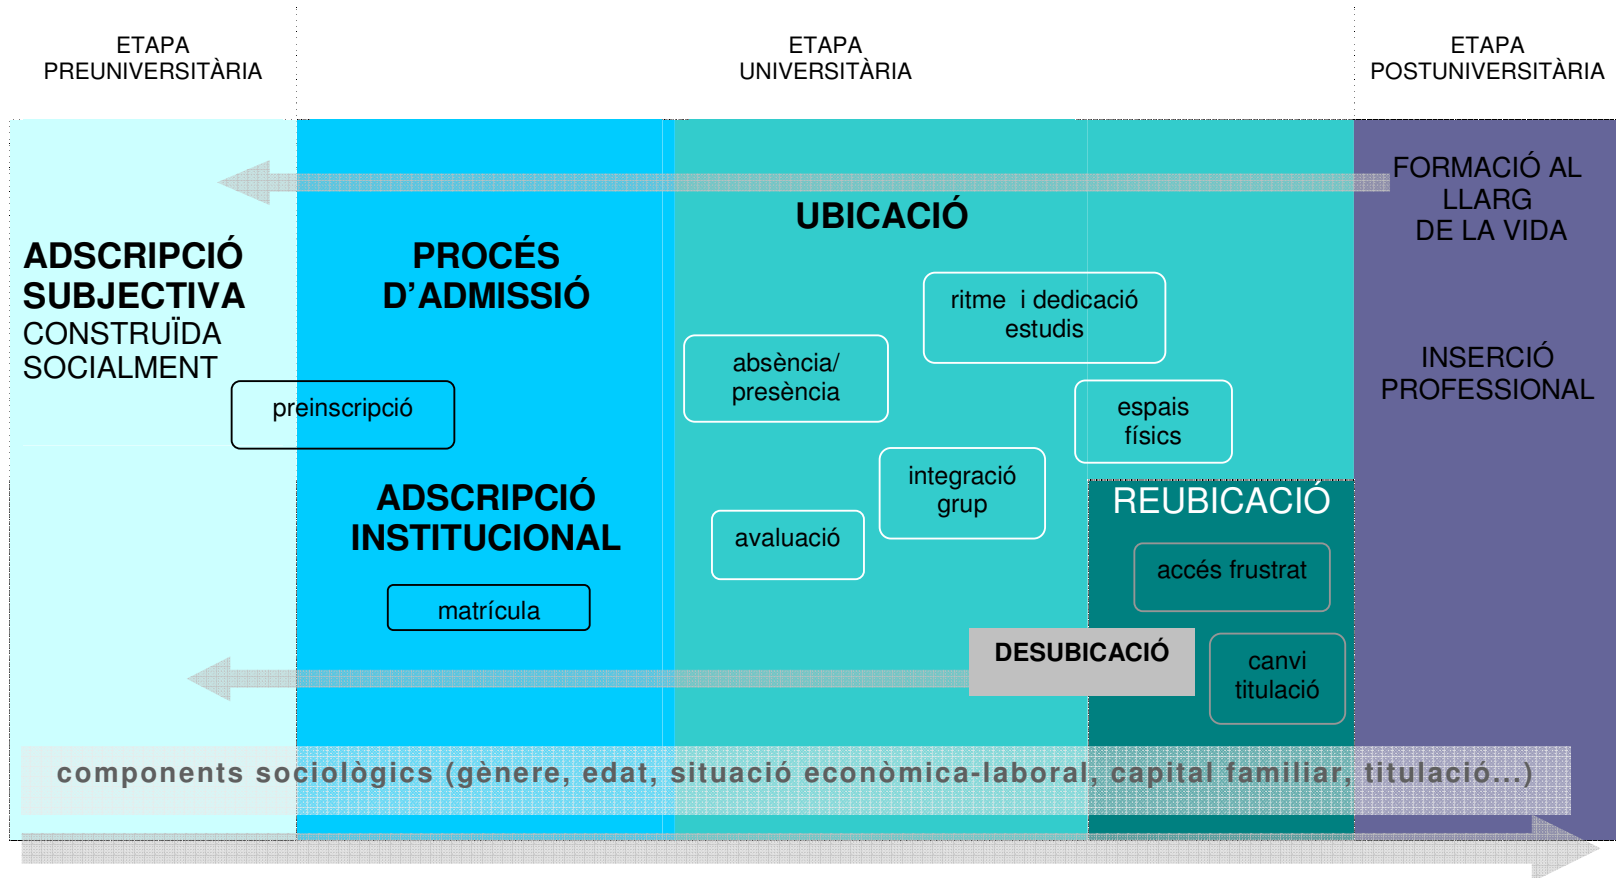 ETAPA
PREUNIVERSITÀRIA
ETAPA
UNIVERSITÀRIA
ETAPA
POSTUNIVERSITÀRIA
ADSCRIPCIÓ
SUBJECTIVA
CONSTRUÏDA
SOCIALMENT
preinscripció
PROCÉS
D’ADMISSIÓ
ADSCRIPCIÓ
INSTITUCIONAL
matrícula
UBICACIÓ
ritme i dedicació
estudis
absència/
presència
espais
físics
integració
grup
avaluació
REUBICACIÓ
accés frustrat
DESUBICACIÓ
canvi
titulació
FORMACIÓ AL
LLARG
DE LA VIDA
INSERCIÓ
PROFESSIONAL
components sociològics (gènere, edat, situació econòmica-laboral, capital familiar, titulació...)